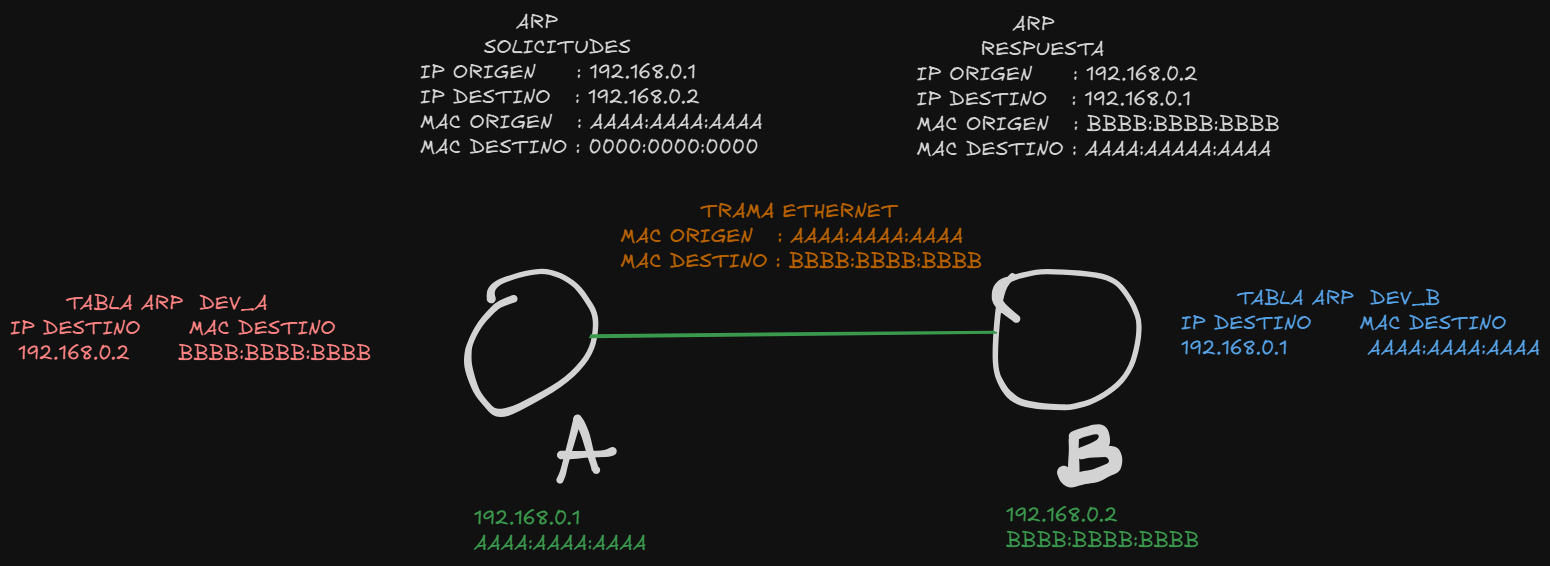 ARP
SOLICITUDES
IP ORIGEN : 192.168.0.1
IP DESTINO : 192.168.0.2
MAC ORIGEN : AAAA:AAAA:AAAA
MAC DESTINO : 0000:0000:0000
ARP
RESPUESTA
IP ORIGEN : 192.168.0.2
IP DESTINO : 192.168.0.1
MAC ORIGEN : BBBB:BBBB:BBBB
MAC DESTINO : AAAA:AAAAA:AAAA
TRAMA ETHERNET
MAC ORIGEN : AAAA:AAAA:AAAA
MAC DESTINO : BBBB:BBBB:BBBB
TABLA ARP DEV_A
IP DESTINO MAC DESTINO
192.168.0.2 BBBB:BBBB:BBBB
TABLA ARP DEV_B
IP DESTINO MAC DESTINO
192.168.0.1 AAAA:AAAA:AAAA
A
192.168.0.1
AAAA:AAAA:AAAA
B
192.168.0.2
BBBB:BBBB:BBBB